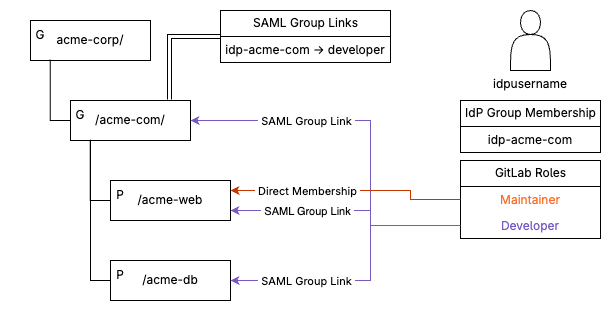 G acme-corp/
SAML Group Links
idp-acme-com → developer
idpusername
IdP Group Membership
idp-acme-com
G /acme-com/
SAML Group Link
GitLab Roles
P /acme-web
Direct Membership
Maintainer
SAML Group Link
Developer
P /acme-db
SAML Group Link